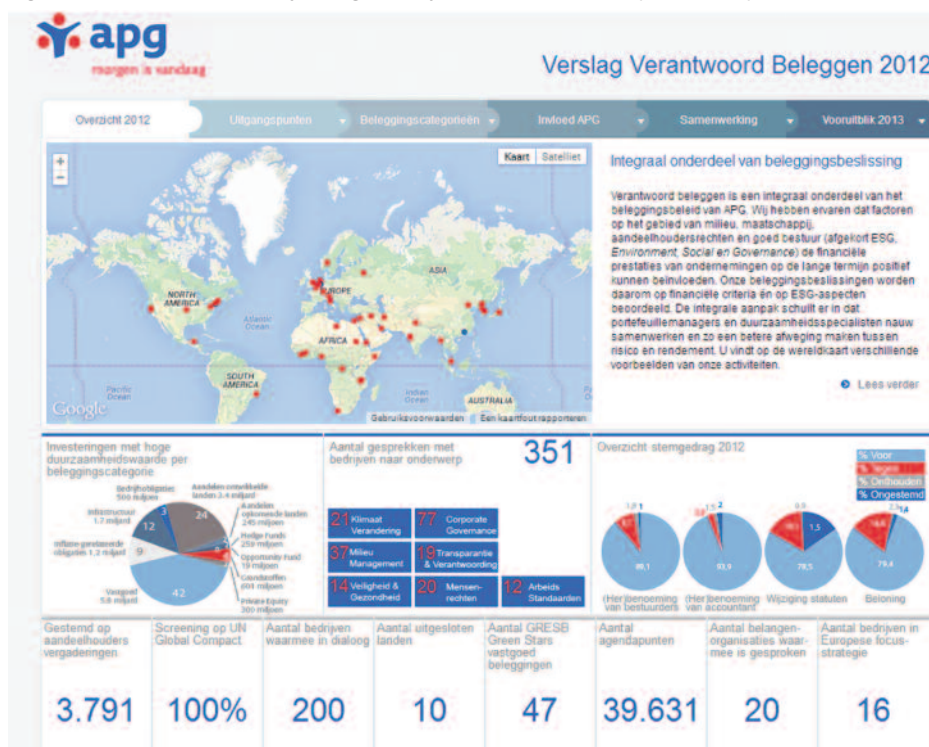 apg
morgen is vandaag
Verslag Verantwoord Beleggen 2012
Overzicht 2012
Uitgangspunten
Beleggingscategorieën
Invloed APG
Samenwerking
Vooruitblik 2013
+
−
Kaart
Satelliet
NORTH
AMERICA
Atlantic
Ocean
EUROPE
ASIA
AFRICA
SOUTH
AMERICA
Pacific
Ocean
Indian
Ocean
AUSTRALIA
Google
Gebruiksvoorwaarden
Een kaartfout rapporteren
Integraal onderdeel van beleggingsbeslissing
Verantwoord beleggen is een integraal onderdeel van het
beleggingsbeleid van APG. Wij hebben ervaren dat factoren
op het gebied van milieu, maatschappij,
aandeelhoudersrechten en goed bestuur (afgekort ESG,
Environment, Social en Governance) de financiële
prestaties van ondernemingen op de lange termijn positief
kunnen beïnvloeden. Onze beleggingsbeslissingen worden
daarom op financiële criteria én op ESG-aspecten
beoordeeld. De integrale aanpak schuilt er in dat
portefeuillemanagers en duurzaamheidsspecialisten nauw
samenwerken en zo een betere afweging maken tussen
risico en rendement. U vindt op de wereldkaart verschillende
voorbeelden van onze activiteiten.
Lees verder
Investeringen met hoge
duurzaamheidswaarde per
beleggingscategorie
Bedrijfsobligaties
500 miljoen
Aandelen ontwikkelde
landen 3.4 miljard
Infrastructuur
1.7 miljard
Aandelen
opkomende landen
245 miljoen
Hedge Funds
Inflatie-gerelateerde
obligaties 1,2 miljard
Opportunity Fund
19 miljoen
Grondstoffen
Vastgoed
5.8 miljard
Private Equity
3
24
12
9
42
Aantal gesprekken met
bedrijven naar onderwerp
351
21 Klimaat
Verandering
77 Corporate
Governance
37 Milieu
Management
19 Transparantie
& Verantwoording
14 Veiligheid &
Gezondheid
20 Mensen-
rechten
12 Arbeids
Standaarden
Overzicht stemgedrag 2012
% Voor
% Tegen
% Onthouden
% Ongestemd
89,1
93,9
1,5
78,5
79,4
(Her)benoeming
van bestuurders
(Her)benoeming
van accountant
Wijziging statuten
Beloning
Gestemd op
aandeelhouders
vergaderingen
3.791
Screening op UN
Global Compact
100%
Aantal bedrijven
waarmee in dialoog
200
Aantal uitgesloten
landen
10
Aantal GRESB
Green Stars
vastgoed
beleggingen
47
Aantal
agendapunten
39.631
Aantal belangen-
organisaties waar-
mee is gesproken
20
Aantal bedrijven in
Europese focus-
strategie
16